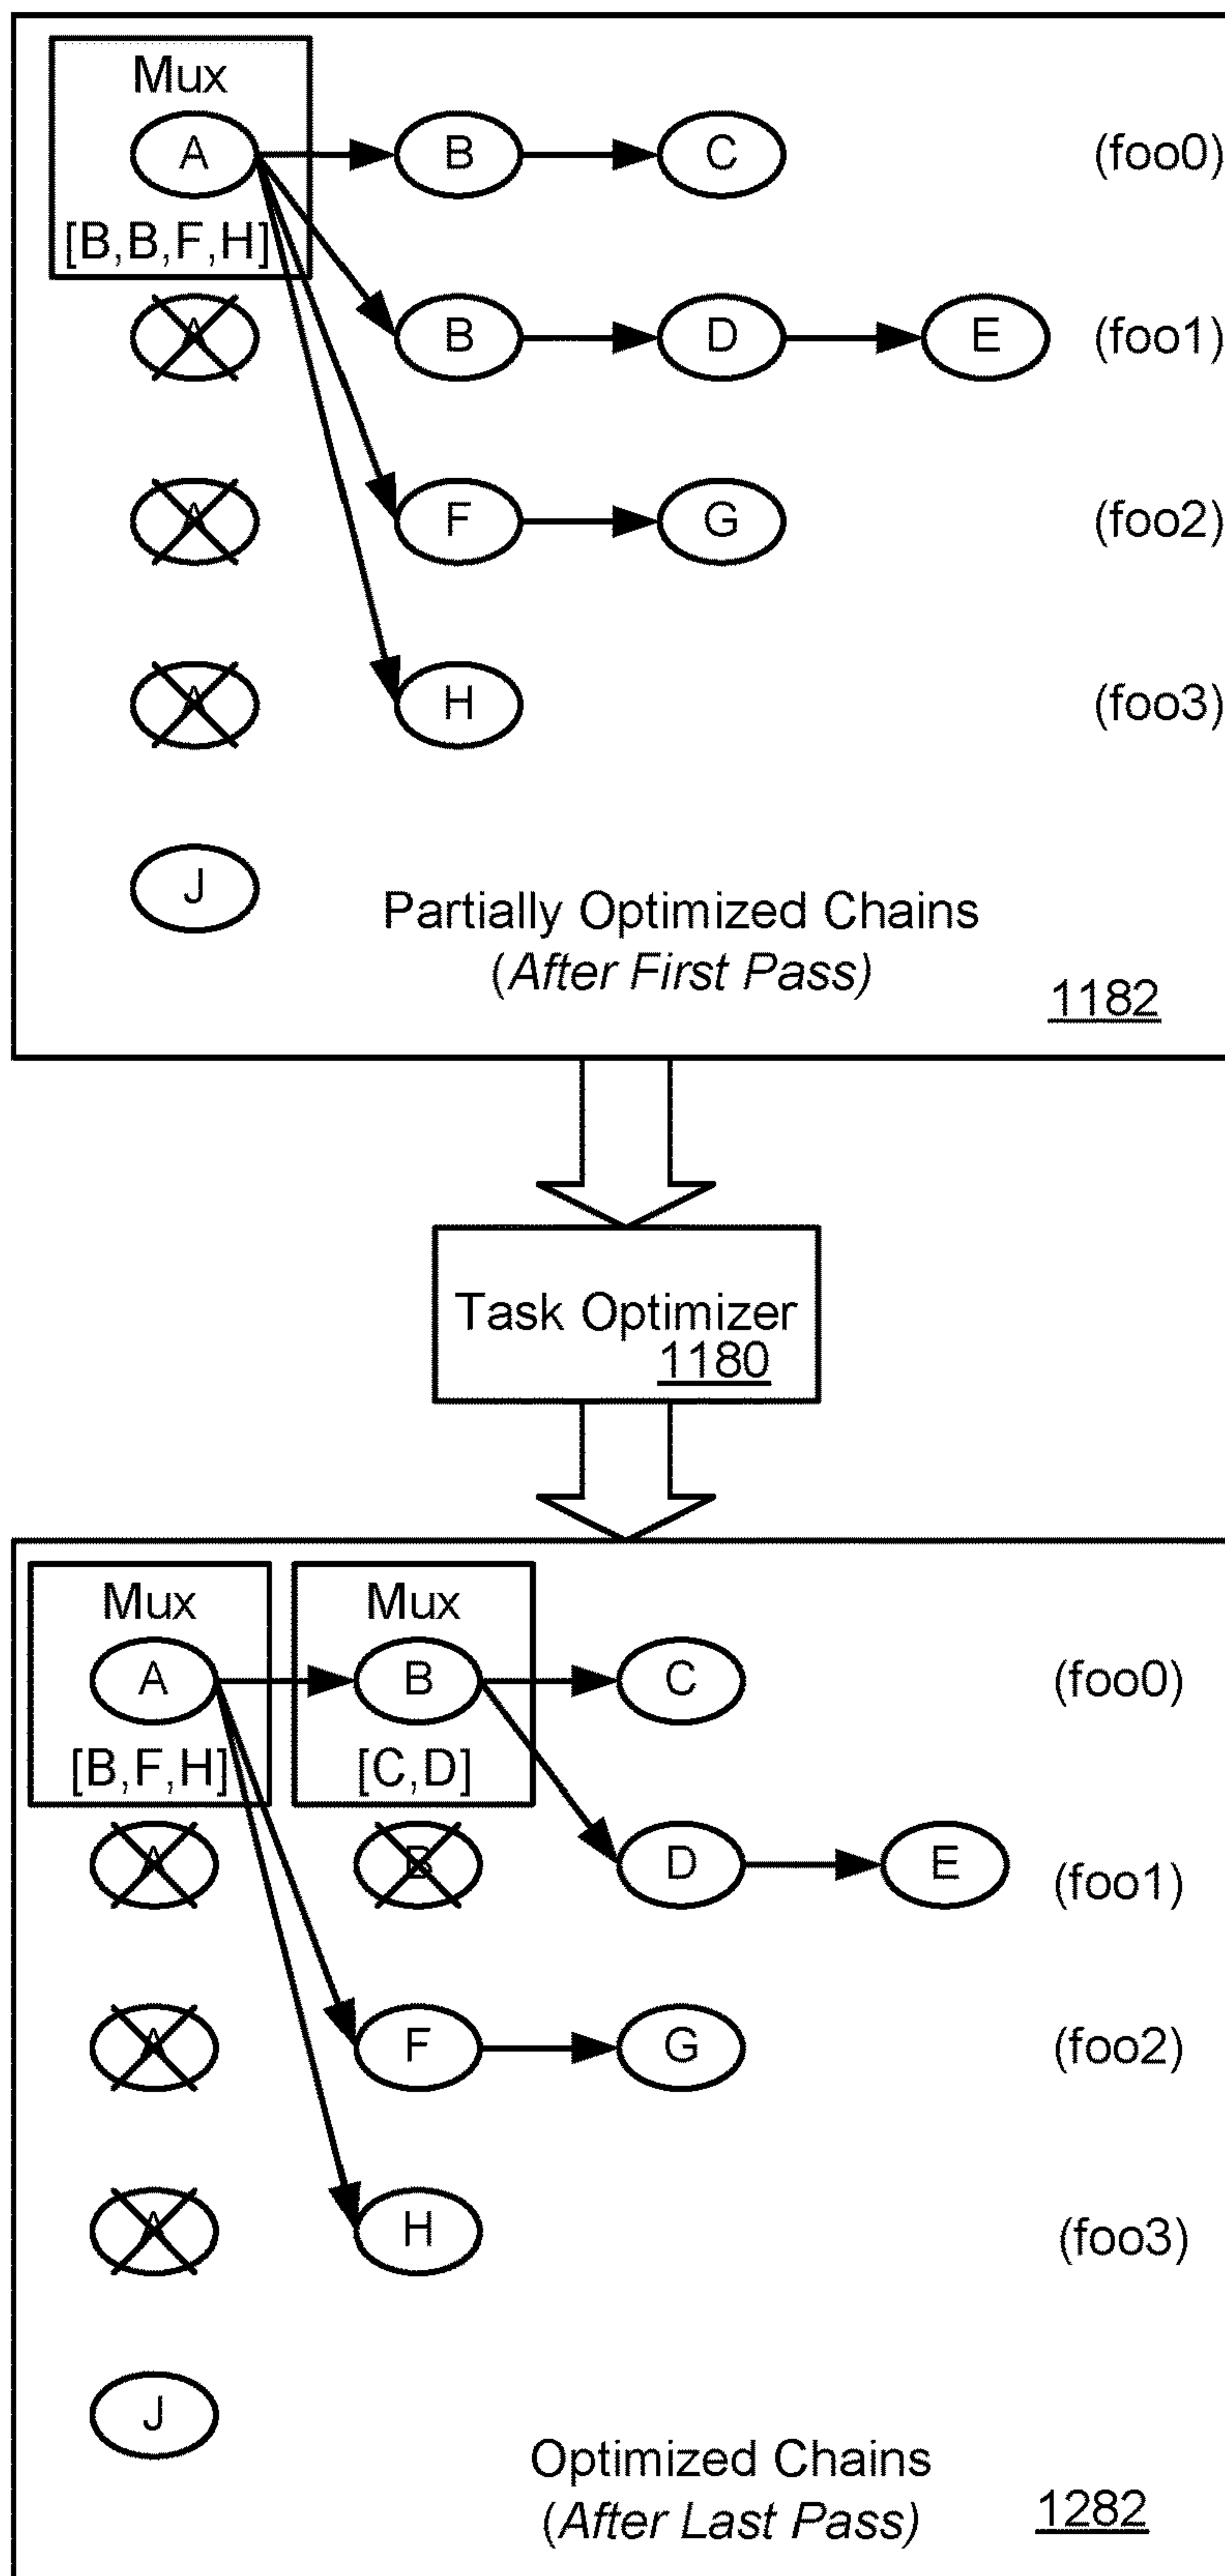 Mux
A B C (foo0)
[B,B,F,H]
A B D E (foo1)
A F G (foo2)
A H (foo3)
J
Partially Optimized Chains
(After First Pass)
1182
Task Optimizer
1180
Mux Mux
A B C (foo0)
[B,F,H] [C,D]
A B D E (foo1)
A F G (foo2)
A H (foo3)
J
Optimized Chains
(After Last Pass)
1282